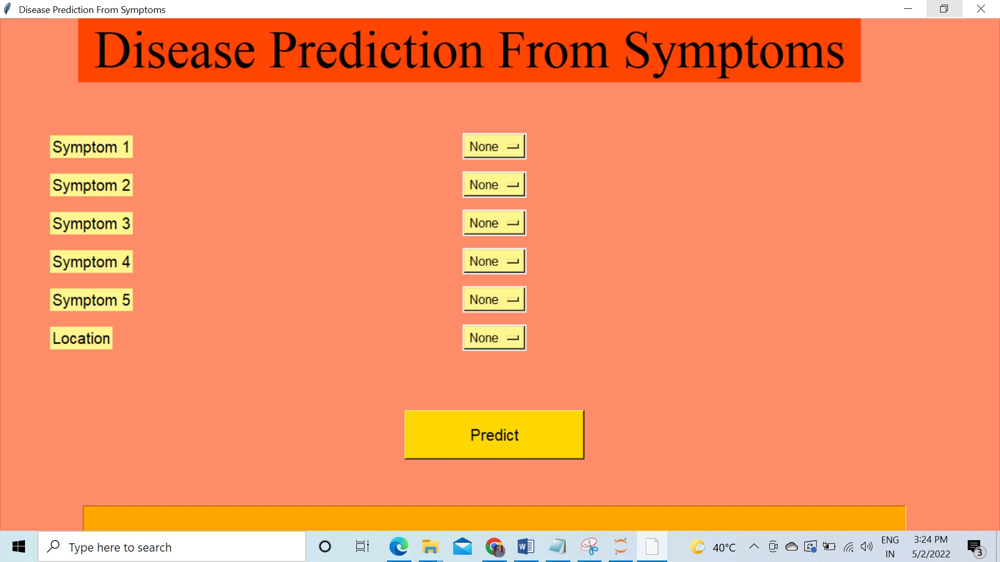 Disease Prediction From Symptoms
Disease Prediction From Symptoms
Symptom 1 None
Symptom 2 None
Symptom 3 None
Symptom 4 None
Symptom 5 None
Location None
Predict
Type here to search
W
40°C
ENG
IN
3:24 PM
5/2/2022
3